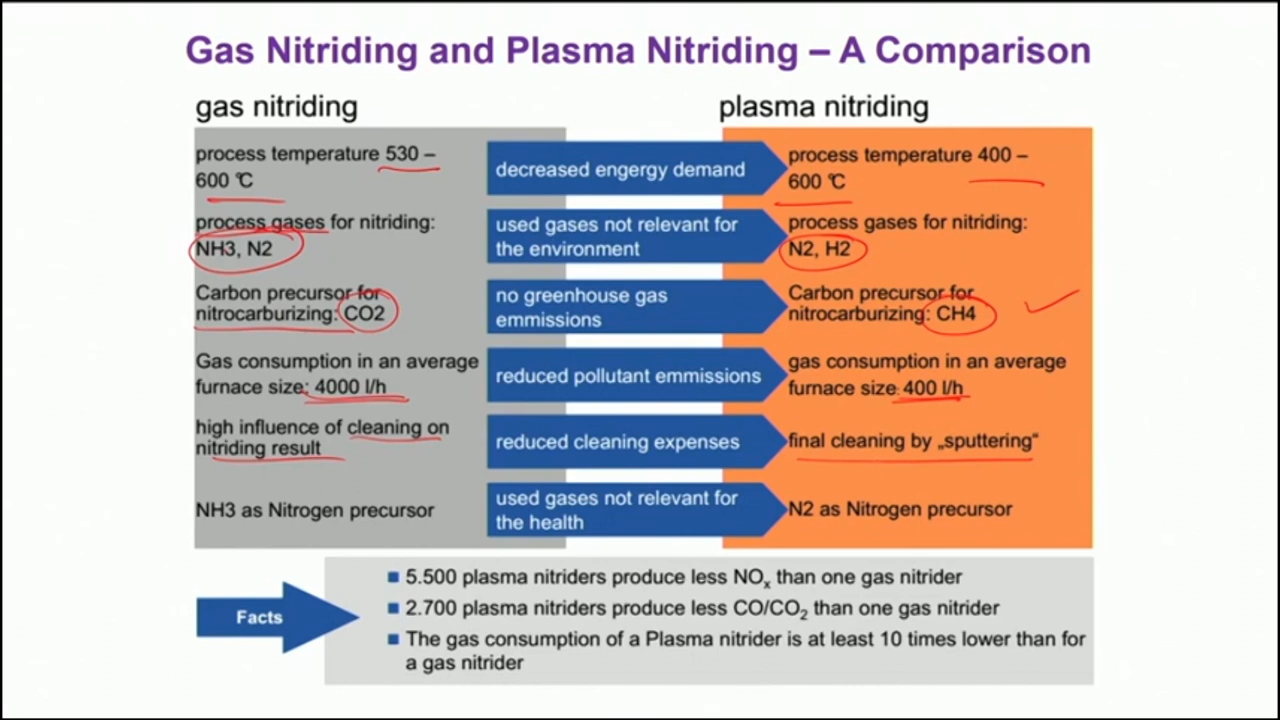 Gas Nitriding and Plasma Nitriding – A Comparison
gas nitriding
plasma nitriding
process temperature 530 –
600 °C
decreased engergy demand
process temperature 400 –
600 °C
process gases for nitriding:
NH3, N2
used gases not relevant for
the environment
process gases for nitriding:
N2, H2
Carbon precursor for
nitrocarburizing: CO2
no greenhouse gas
emmissions
Carbon precursor for
nitrocarburizing: CH4
Gas consumption in an average
furnace size: 4000 l/h
reduced pollutant emmissions
gas consumption in an average
furnace size: 400 l/h
high influence of cleaning on
nitriding result
reduced cleaning expenses
final cleaning by „sputtering“
NH3 as Nitrogen precursor
used gases not relevant for
the health
N2 as Nitrogen precursor
Facts
5.500 plasma nitriders produce less NOx than one gas nitrider
2.700 plasma nitriders produce less CO/CO2 than one gas nitrider
The gas consumption of a Plasma nitrider is at least 10 times lower than for
a gas nitrider